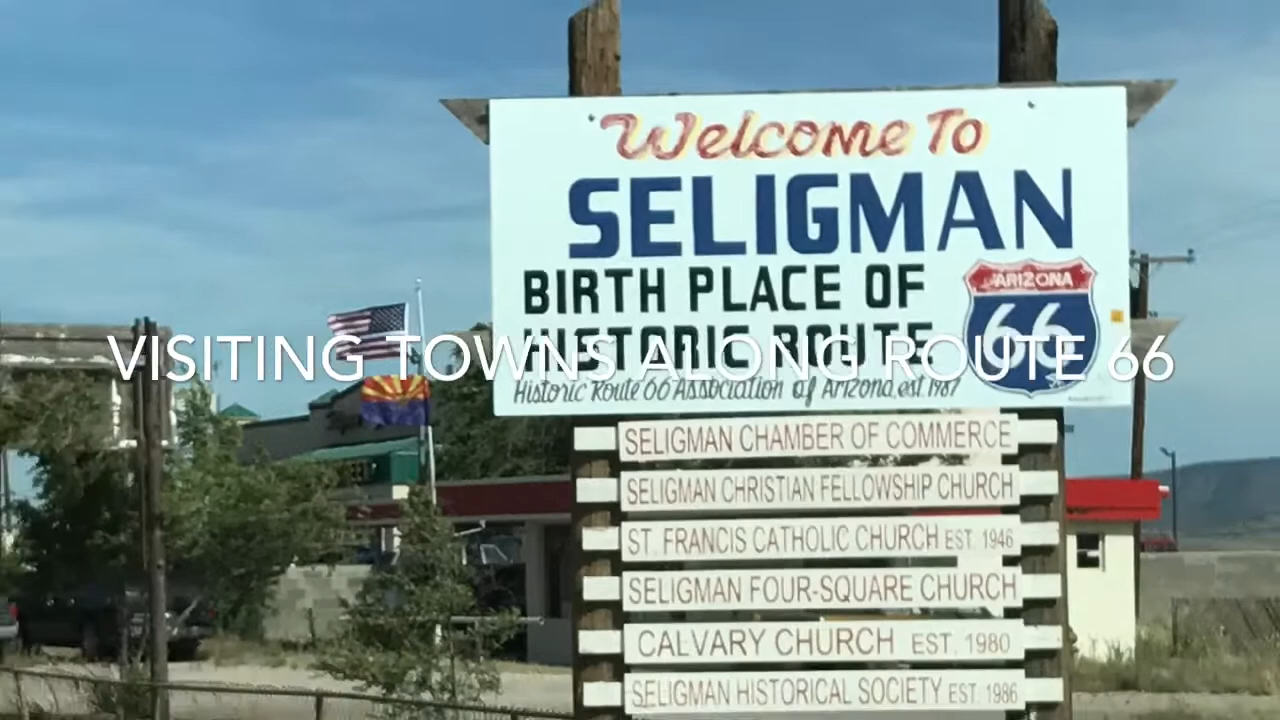 Welcome To
SELIGMAN
BIRTH PLACE OF
HISTORIC ROUTE
ARIZONA
66
Historic Route 66 Association of Arizona, est. 1987
VISITING TOWNS ALONG ROUTE 66
SELIGMAN CHAMBER OF COMMERCE
SELIGMAN CHRISTIAN FELLOWSHIP CHURCH
ST. FRANCIS CATHOLIC CHURCH EST. 1946
SELIGMAN FOUR-SQUARE CHURCH
CALVARY CHURCH EST. 1980
SELIGMAN HISTORICAL SOCIETY EST. 1986